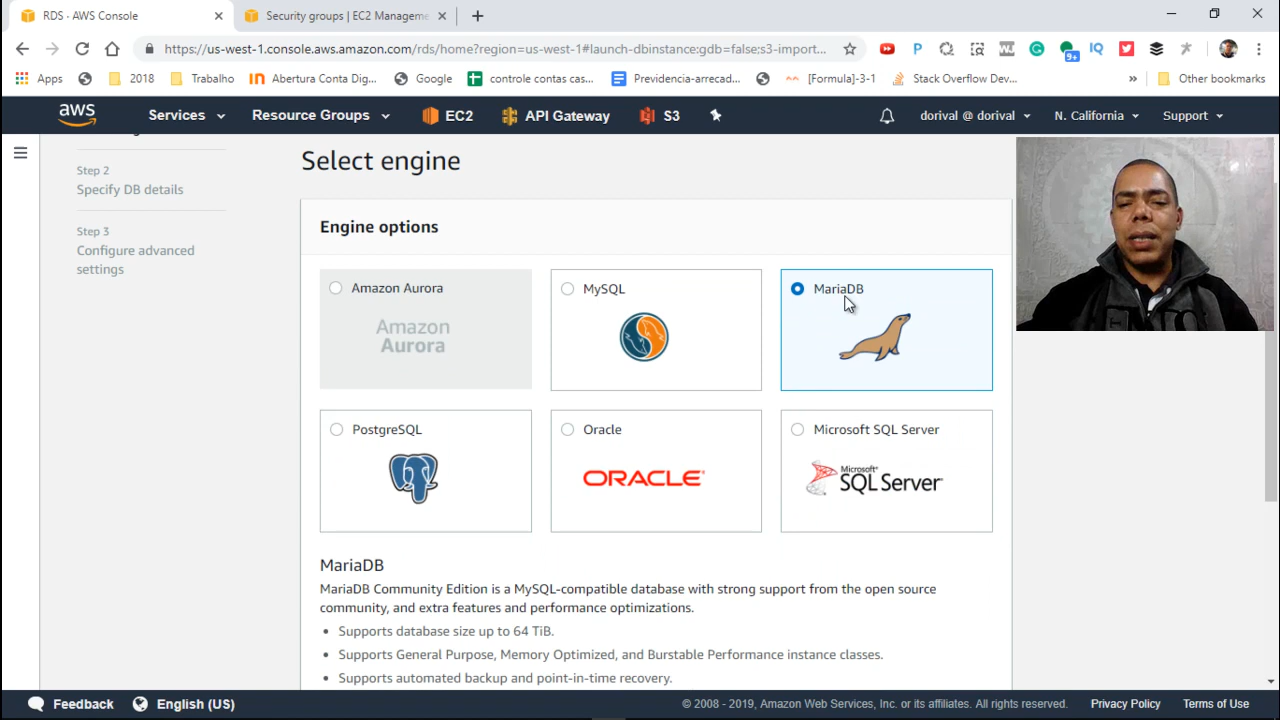 RDS - AWS Console
Security groups | EC2 Manageme
https://us-west-1.console.aws.amazon.com/rds/home?region=us-west-1#launch-dbinstance:gdb=false;s3-import...
P
IQ
9+
Apps
2018
Trabalho
Abertura Conta Dig...
Google
controle contas cas...
Previdencia-arread...
[Formula]-3-1
Stack Overflow Dev...
»
Other bookmarks
aws
Services
Resource Groups
EC2
API Gateway
S3
dorival @ dorival
N. California
Support
Select engine
Step 2
Specify DB details
Step 3
Configure advanced
settings
Engine options
Amazon Aurora
Amazon
Aurora
MySQL
MariaDB
PostgreSQL
Oracle
ORACLE
Microsoft SQL Server
Microsoft
SQL Server
MariaDB
MariaDB Community Edition is a MySQL-compatible database with strong support from the open source
community, and extra features and performance optimizations.
• Supports database size up to 64 TiB.
• Supports General Purpose, Memory Optimized, and Burstable Performance instance classes.
• Supports automated backup and point-in-time recovery.
Feedback
English (US)
© 2008 - 2019, Amazon Web Services, Inc. or its affiliates. All rights reserved.
Privacy Policy
Terms of Use